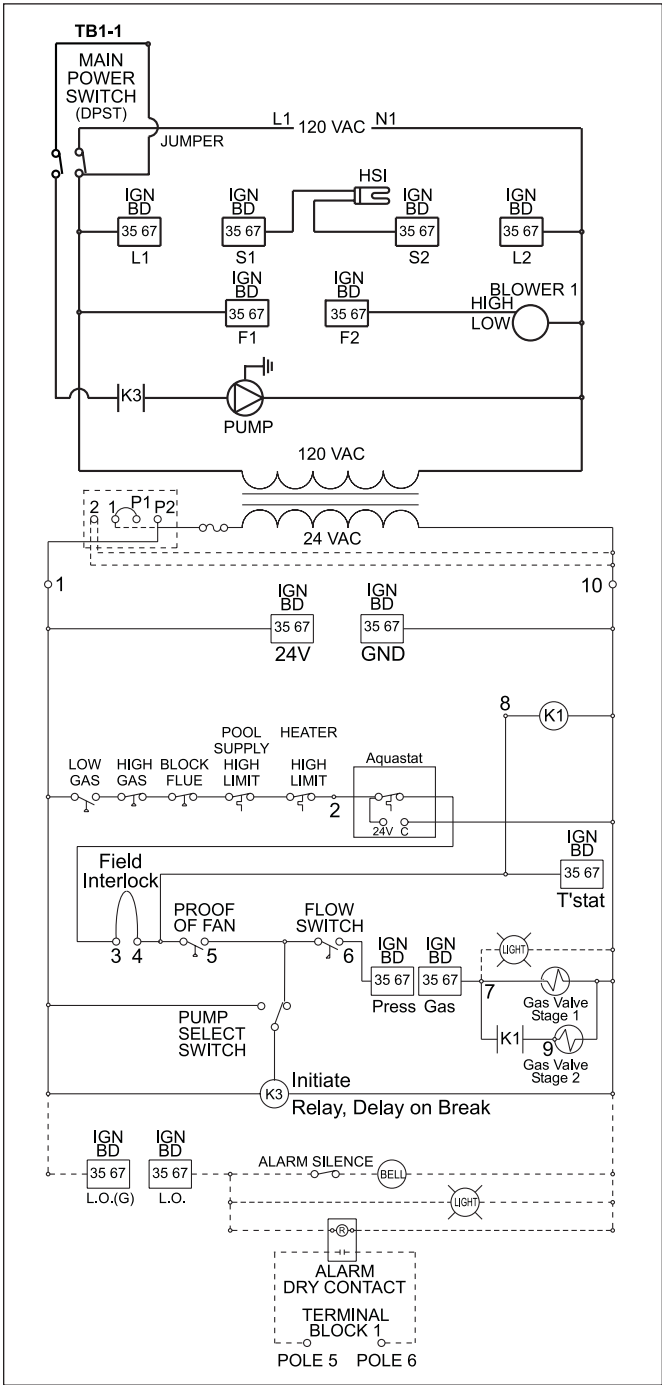 TB1-1
MAIN
POWER
SWITCH
(DPST)
JUMPER
L1 120 VAC N1
HSI
IGN
BD
35 67
L1
IGN
BD
35 67
S1
IGN
BD
35 67
S2
IGN
BD
35 67
L2
IGN
BD
35 67
F1
IGN
BD
35 67
F2
BLOWER 1
HIGH
LOW
K3
PUMP
120 VAC
2 1 P1 P2
24 VAC
1
10
IGN
BD
35 67
24V
IGN
BD
35 67
GND
8
K1
LOW
GAS
HIGH
GAS
BLOCK
FLUE
POOL
SUPPLY
HIGH
LIMIT
HEATER
HIGH
LIMIT
2
Aquastat
24V C
IGN
BD
35 67
T'stat
Field
Interlock
3 4
PROOF
OF FAN
5
FLOW
SWITCH
6
IGN
BD
35 67
Press
IGN
BD
35 67
Gas
7
LIGHT
Gas Valve
Stage 1
K1
9
Gas Valve
Stage 2
PUMP
SELECT
SWITCH
K3
Initiate
Relay, Delay on Break
IGN
BD
35 67
L.O.(G)
IGN
BD
35 67
L.O.
ALARM SILENCE
BELL
LIGHT
R
ALARM
DRY CONTACT
TERMINAL
BLOCK 1
POLE 5 POLE 6